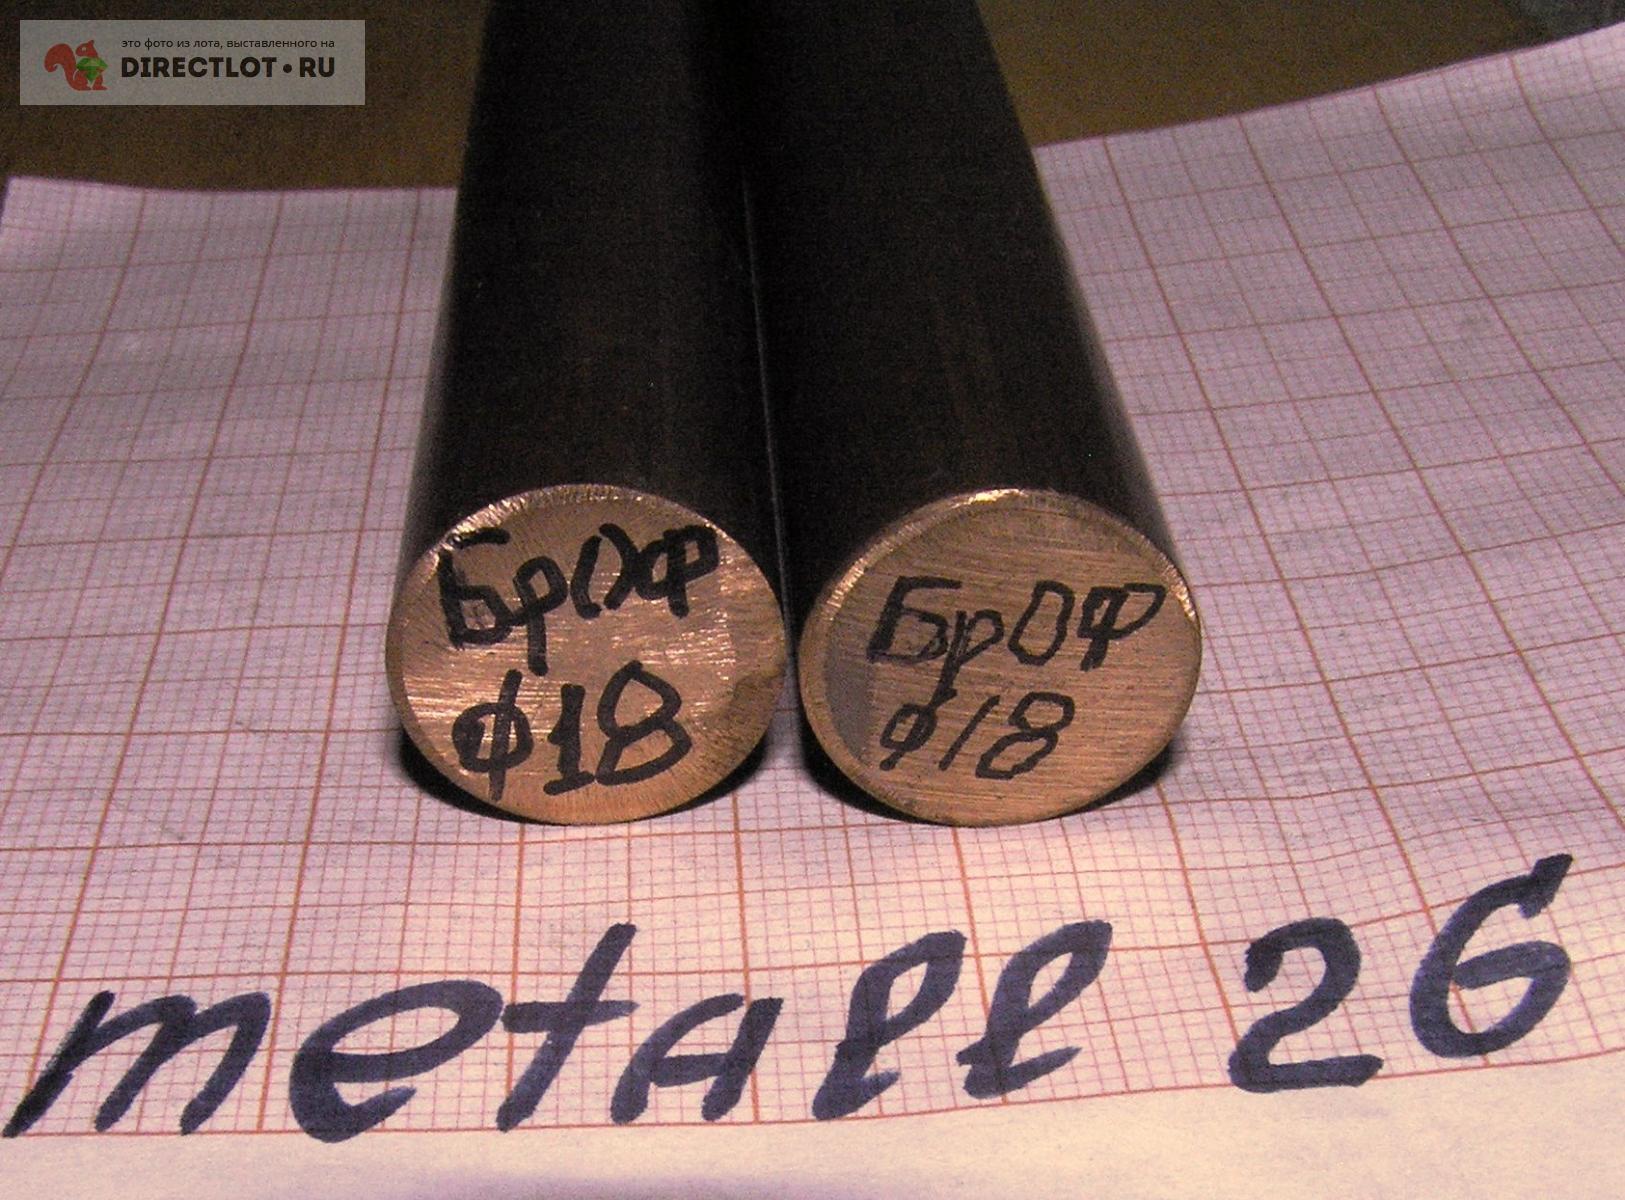 это фото из лота, выставленного на
DIRECTLOT•RU
БрОФ
ф18
БрОФ
ф18
metall 26